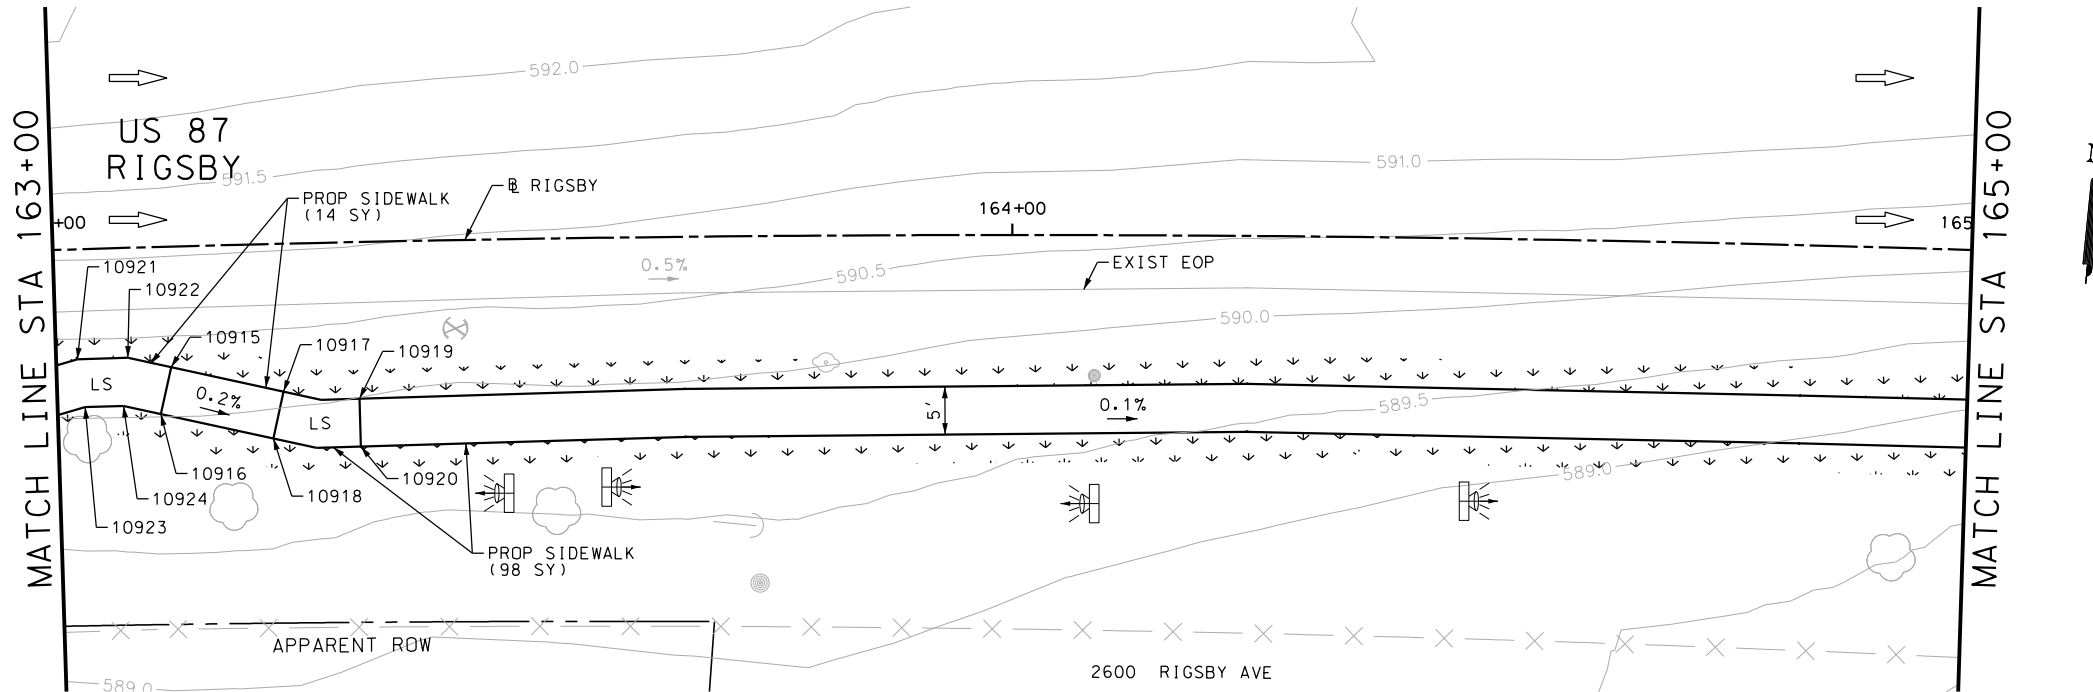 MATCH LINE STA 163+00
592.0
US 87
RIGSBY
591.5
PROP SIDEWALK
(14 SY)
BL RIGSBY
591.0
+00
164+00
165
MATCH LINE STA 165+00
10921
10922
0.5%
590.5
EXIST EOP
10915
10917
10919
590.0
LS
0.2%
LS
5'
0.1%
589.5
10916
10924
10923
10918
10920
589.0
PROP SIDEWALK
(98 SY)
APPARENT ROW
2600 RIGSBY AVE
589.0